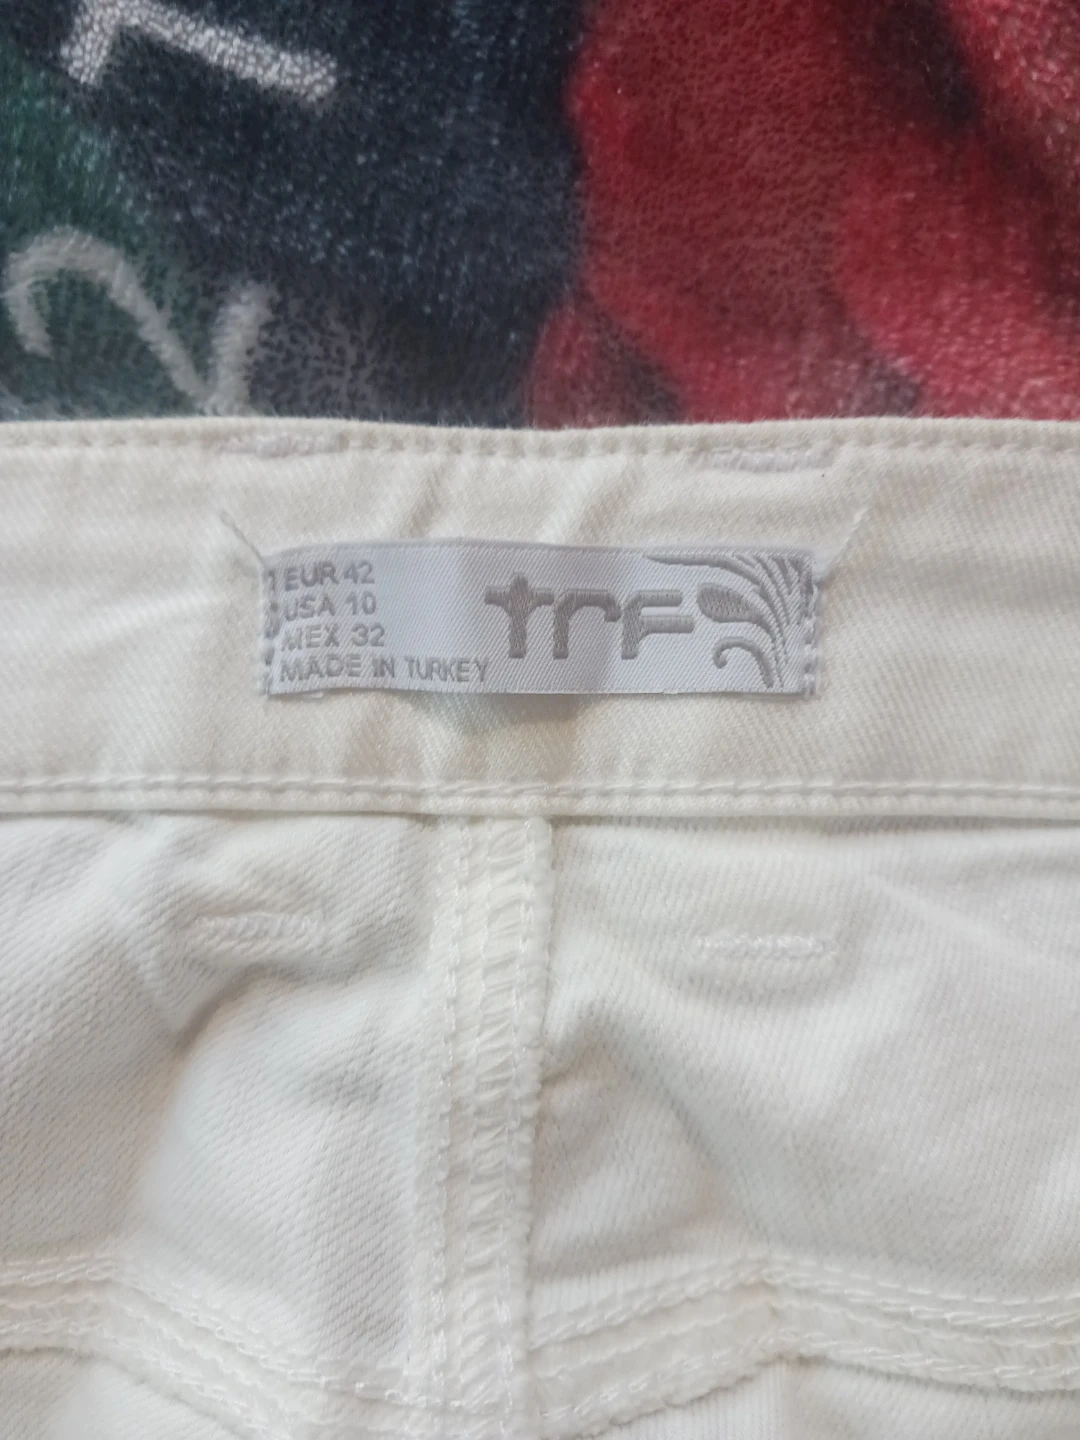 EUR 42
USA 10
MEX 32
MADE IN TURKEY
trf